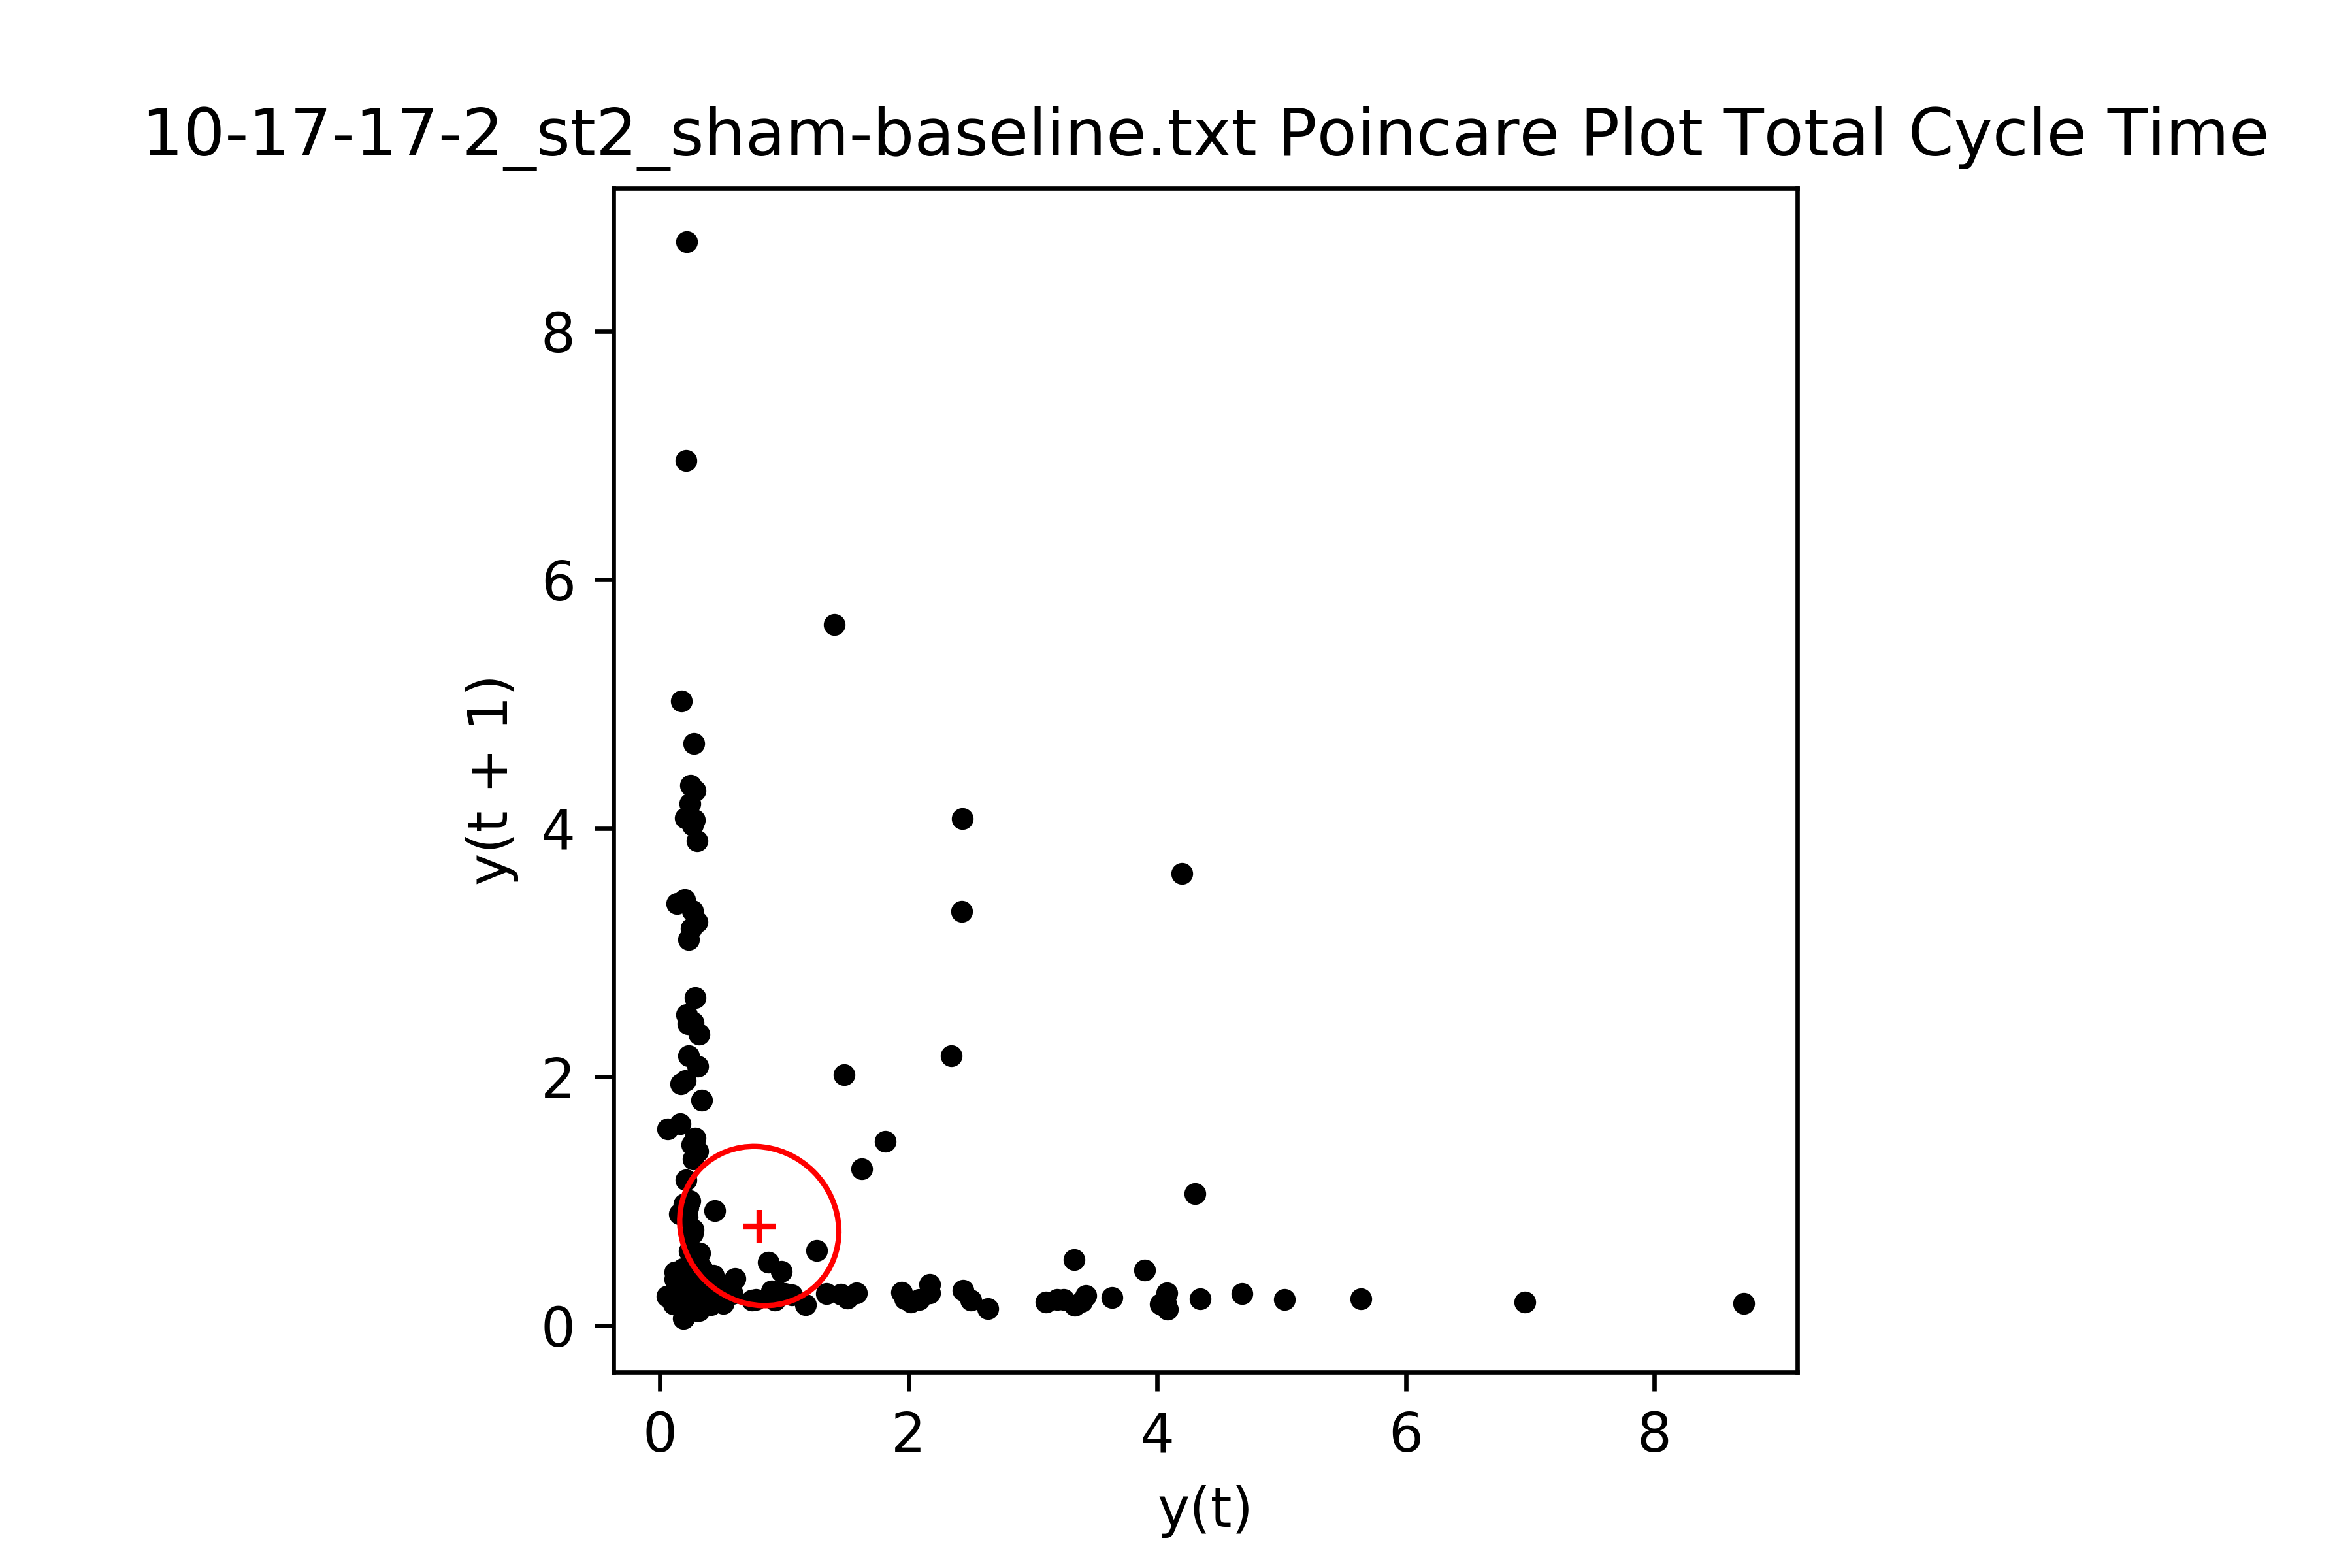 10-17-17-2_st2_sham-baseline.txt Poincare Plot Total Cycle Time
8
6
4
2
0
y(t + 1)
0 2 4 6 8
y(t)